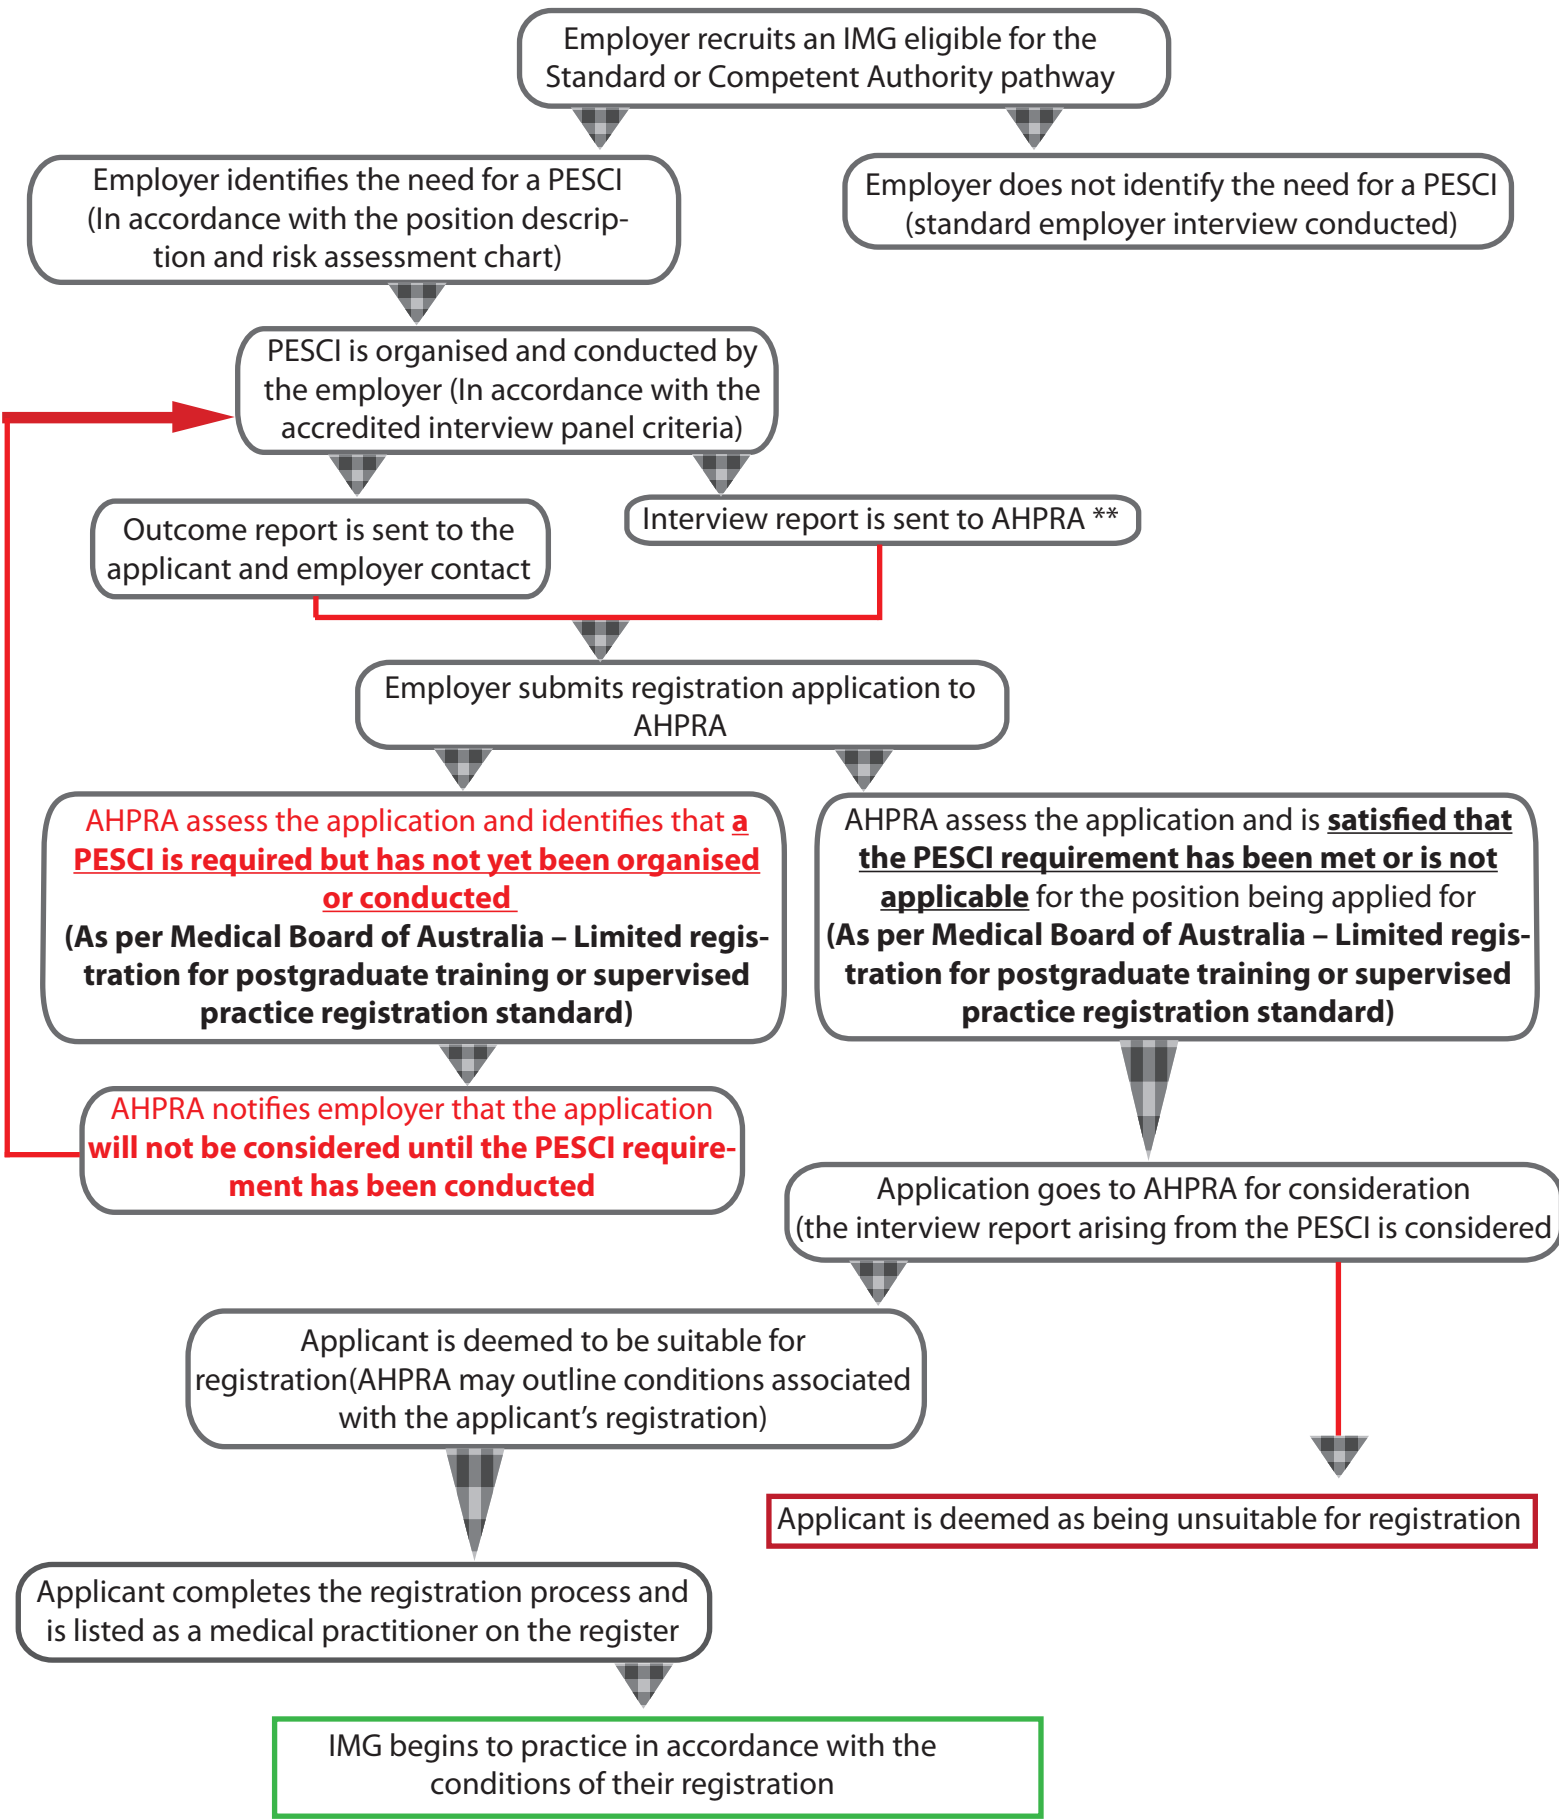 Employer recruits an IMG eligible for the
Standard or Competent Authority pathway
Employer identifies the need for a PESCI
(In accordance with the position descrip-
tion and risk assessment chart)
Employer does not identify the need for a PESCI
(standard employer interview conducted)
PESCI is organised and conducted by
the employer (In accordance with the
accredited interview panel criteria)
Outcome report is sent to the
applicant and employer contact
Interview report is sent to AHPRA **
Employer submits registration application to
AHPRA
AHPRA assess the application and identifies that a
PESCI is required but has not yet been organised
or conducted
(As per Medical Board of Australia – Limited regis-
tration for postgraduate training or supervised
practice registration standard)
AHPRA assess the application and is satisfied that
the PESCI requirement has been met or is not
applicable for the position being applied for
(As per Medical Board of Australia – Limited regis-
tration for postgraduate training or supervised
practice registration standard)
AHPRA notifies employer that the application
will not be considered until the PESCI require-
ment has been conducted
Application goes to AHPRA for consideration
(the interview report arising from the PESCI is considered
Applicant is deemed to be suitable for
registration(AHPRA may outline conditions associated
with the applicant's registration)
Applicant is deemed as being unsuitable for registration
Applicant completes the registration process and
is listed as a medical practitioner on the register
IMG begins to practice in accordance with the
conditions of their registration